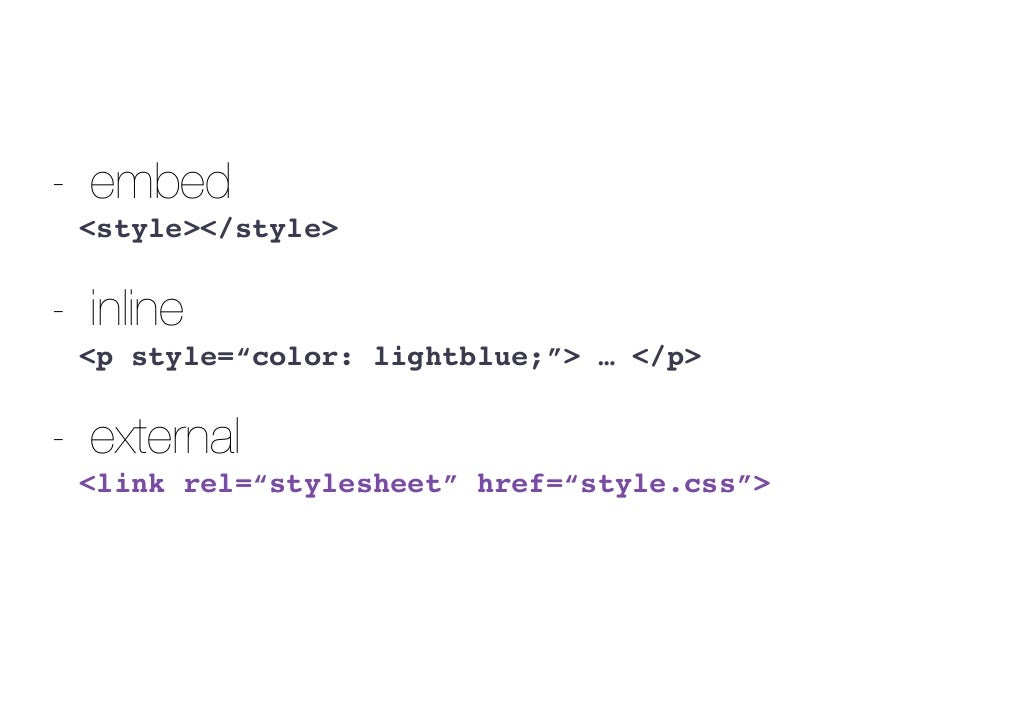 - embed
<style></style>
- inline
<p style=“color: lightblue;”> … </p>
- external
<link rel=“stylesheet” href=“style.css”>